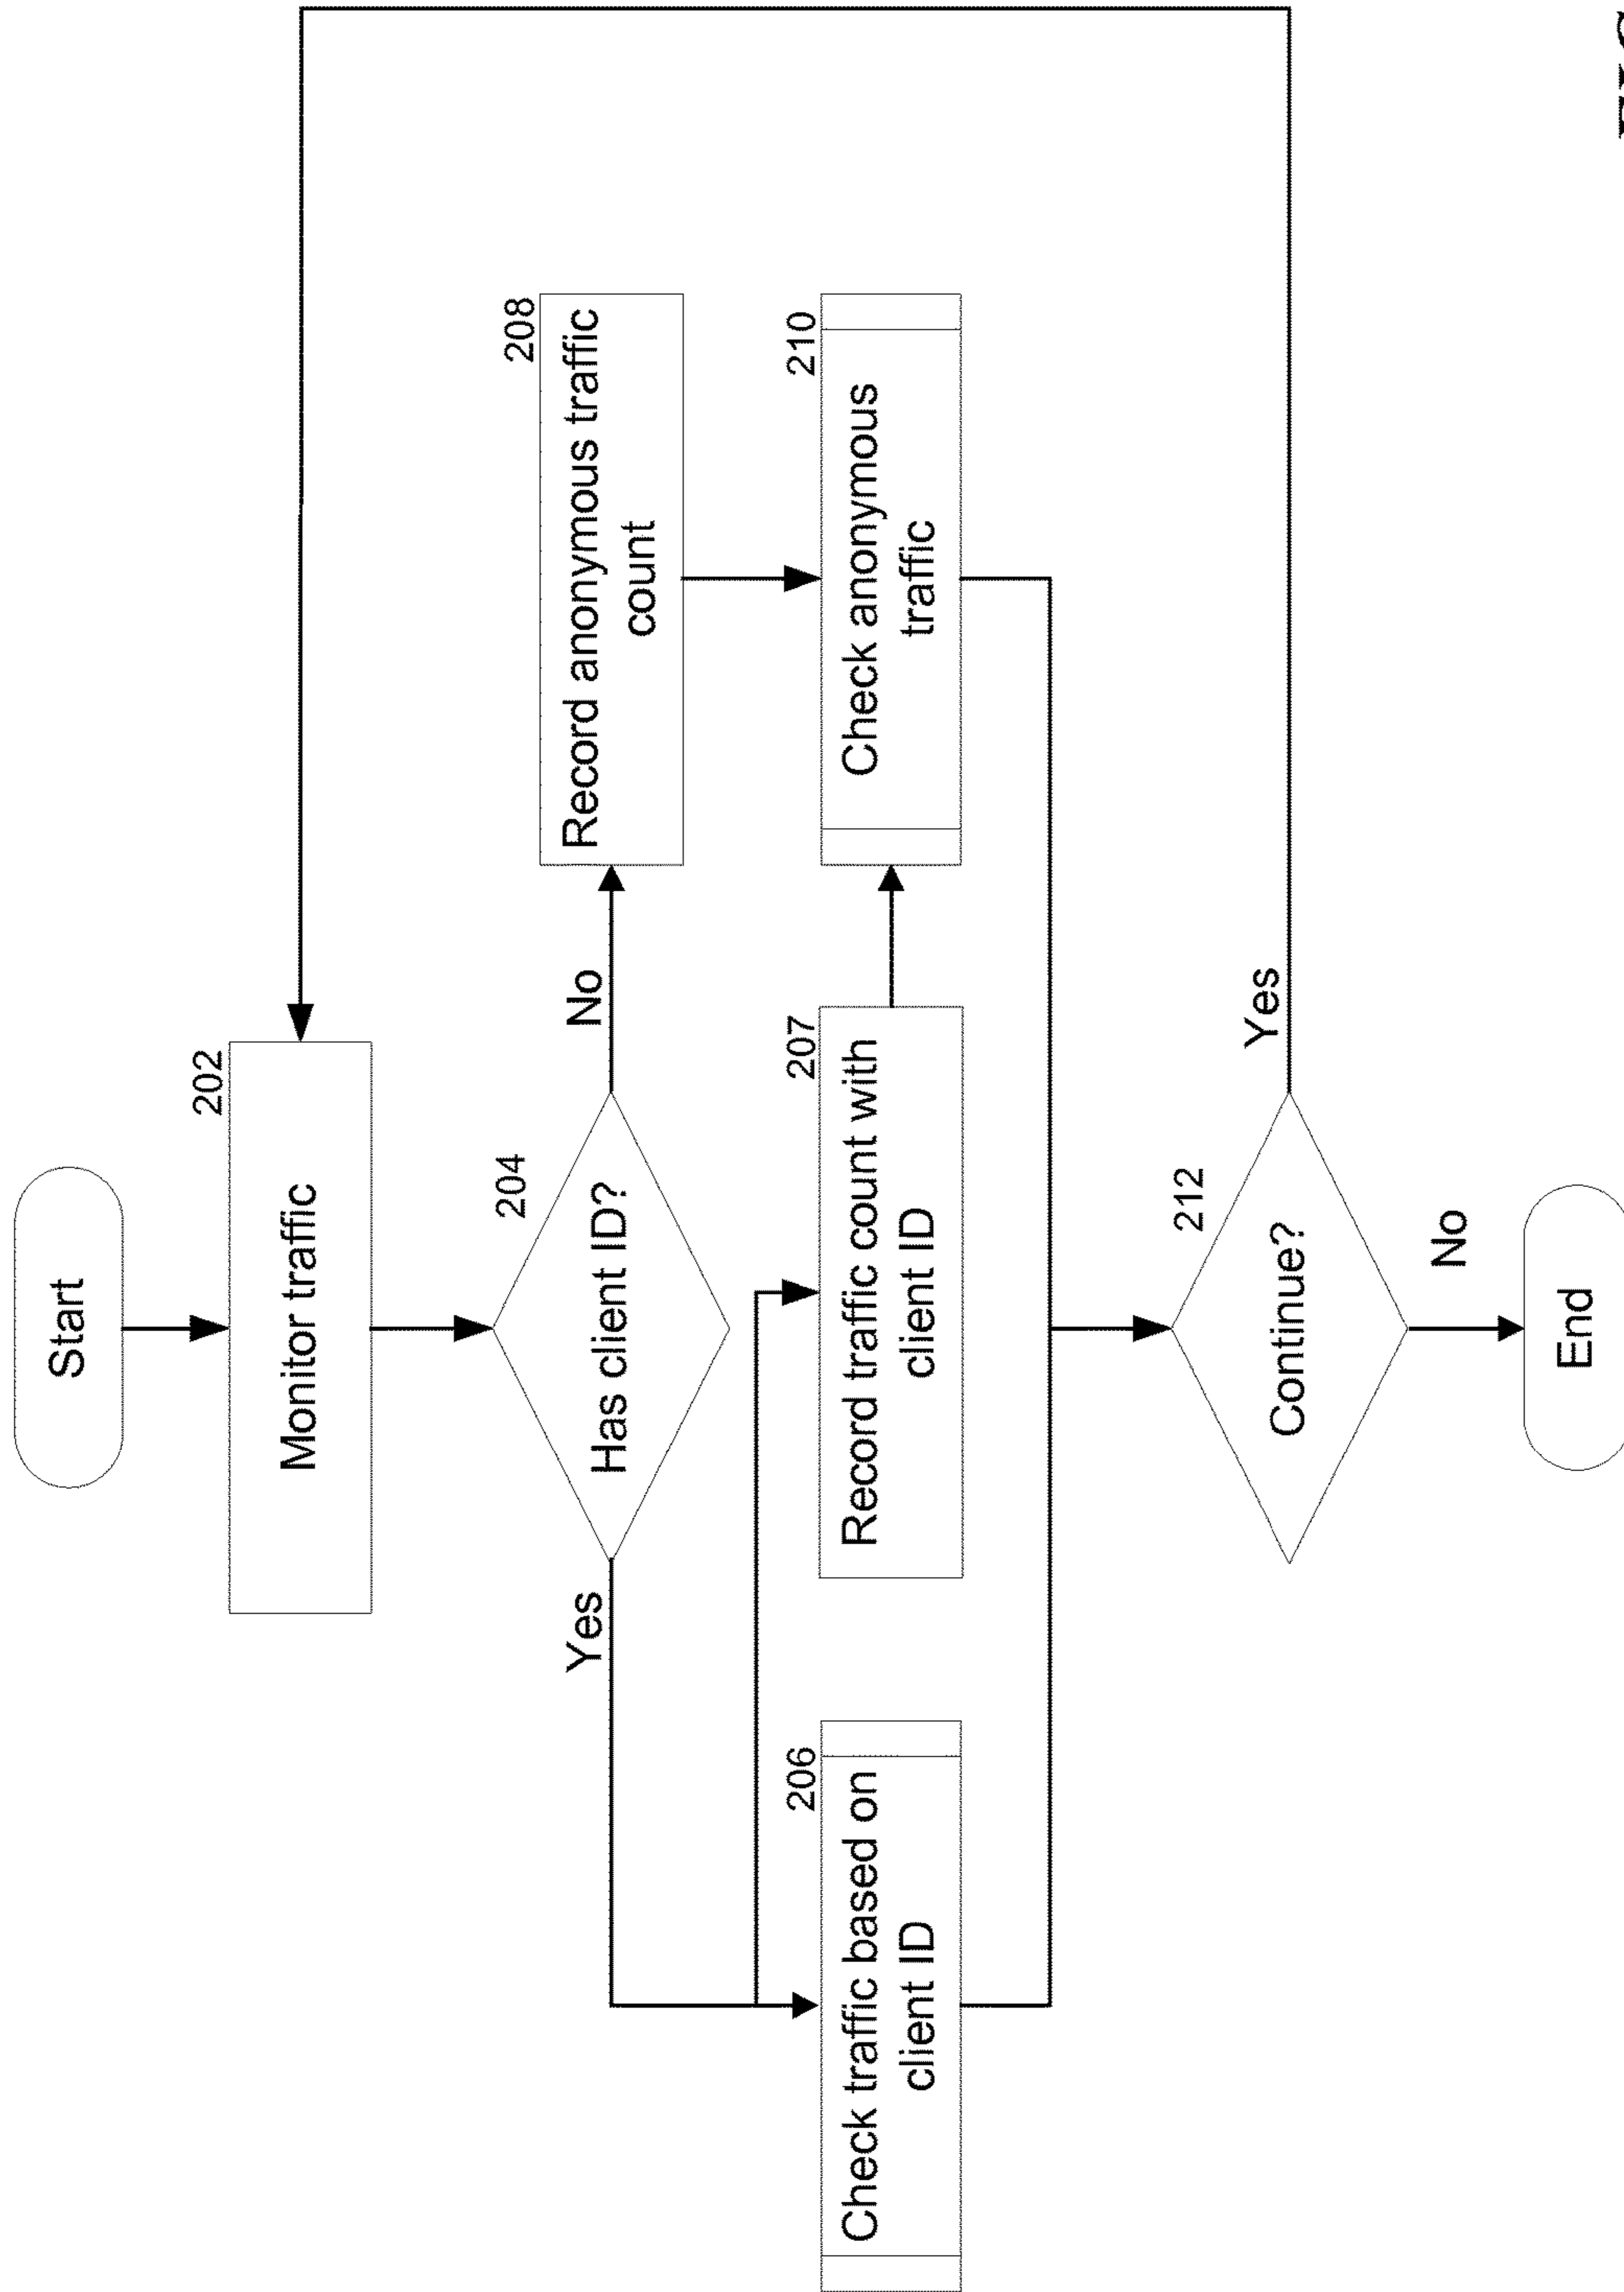 Start
202
Monitor traffic
204
Has client ID?
Yes
No
208
Record anonymous traffic
count
206
Check traffic based on
client ID
207
Record traffic count with
client ID
210
Check anonymous
traffic
212
Continue?
Yes
No
End